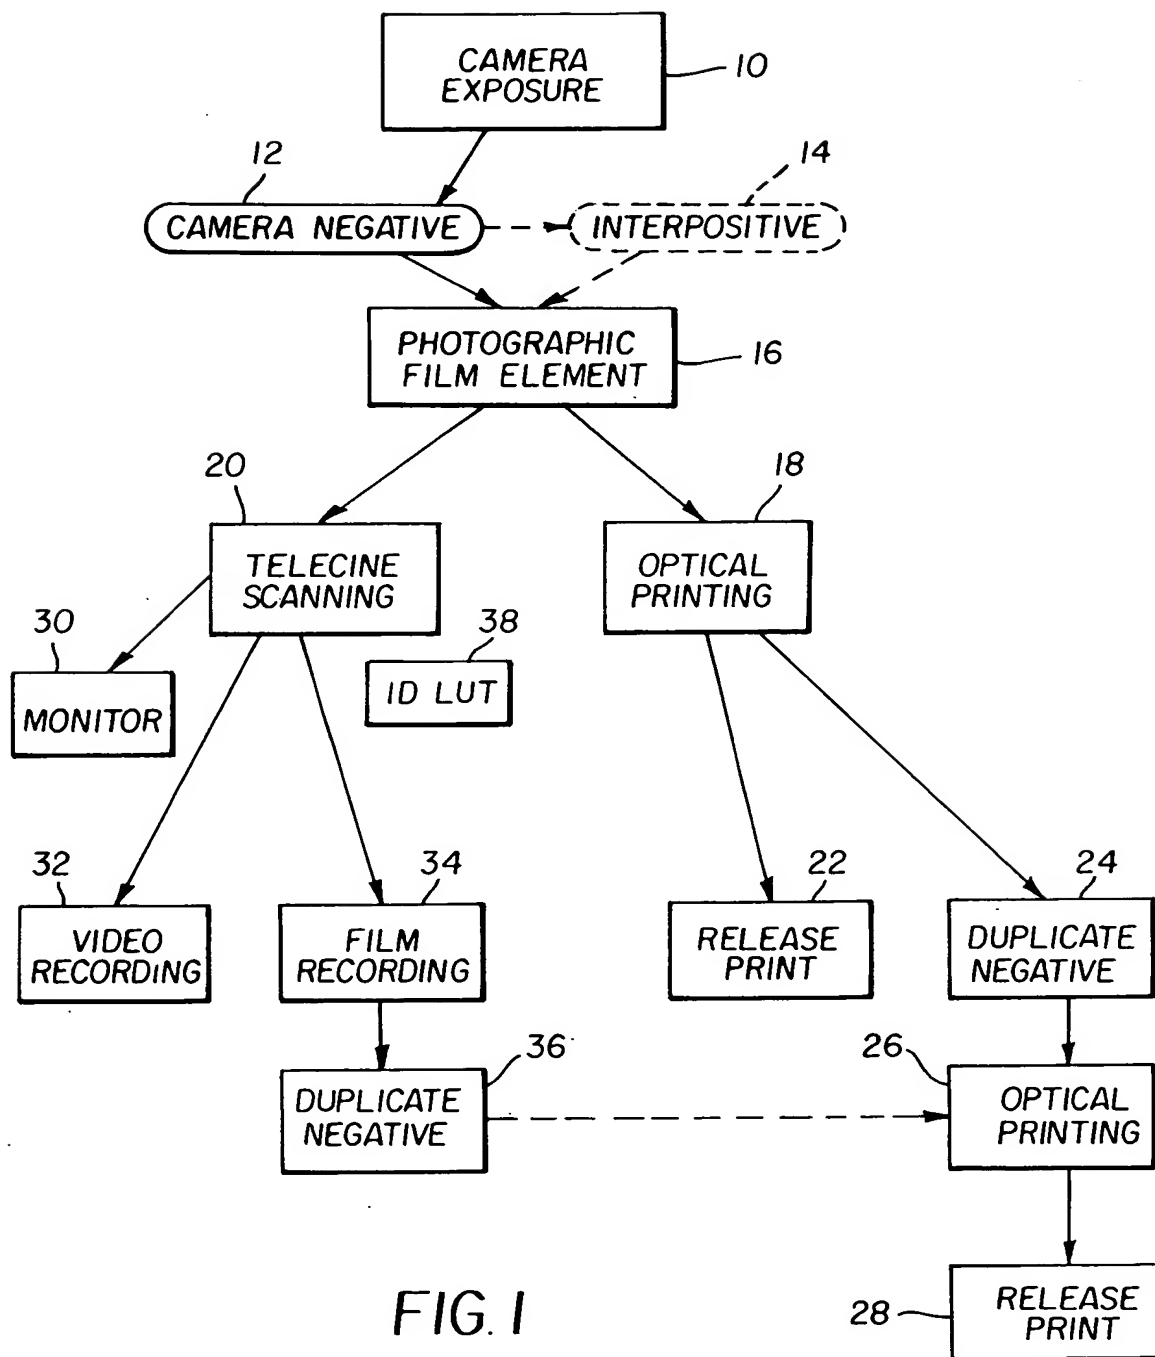 CAMERA
EXPOSURE
10
12
14
CAMERA NEGATIVE
INTERPOSITIVE
PHOTOGRAPHIC
FILM ELEMENT
16
20
18
TELECINE
SCANNING
OPTICAL
PRINTING
30
38
MONITOR
1D LUT
32
34
22
24
VIDEO
RECORDING
FILM
RECORDING
RELEASE
PRINT
DUPLICATE
NEGATIVE
36
26
DUPLICATE
NEGATIVE
OPTICAL
PRINTING
FIG. 1
28
RELEASE
PRINT